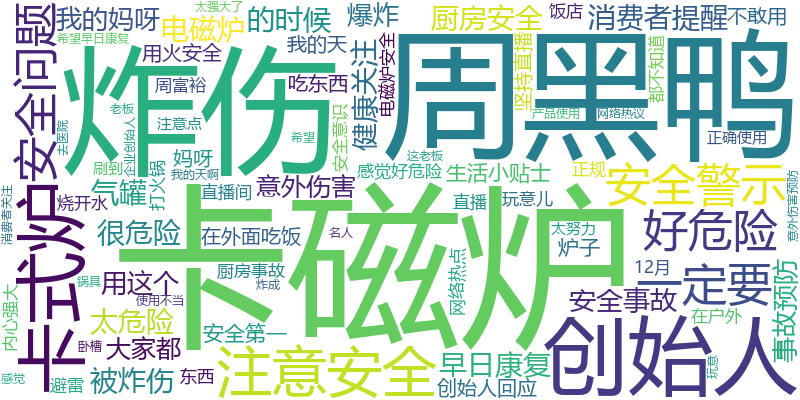 我的妈呀
太强大了
的时候
爆炸
厨房安全
饭店
消费者提醒
不敢用
希望早日康复
电磁炉
用火安全
我的天
周富裕
吃东西
炸伤
周黑鸭
健康关注
电磁炉安全
坚持直播
都不知道
安全问题
去医院
老板
企业创始人
注意点
安全意识
希望
产品使用
网络热议
正确使用
刷到
打火锅
妈呀
我的天啊
这老板
感觉好危险
生活小贴士
正规
安全警示
消费者关注
烧开水
气罐
直播间
意外伤害
直播
玩意儿
意外伤害预防
卡式炉
很危险
在外面吃饭
名人
卡磁炉
太努力
炉子
好危险
内心强大
锅具
用这个
厨房事故
炸成
网络热点
12月
一定要
使用不当
安全事故
事故预防
太危险
安全第一
在户外
卧槽
大家都
注意安全
早日康复
创始人
玩意
感觉
避雷
被炸伤
东西
创始人回应